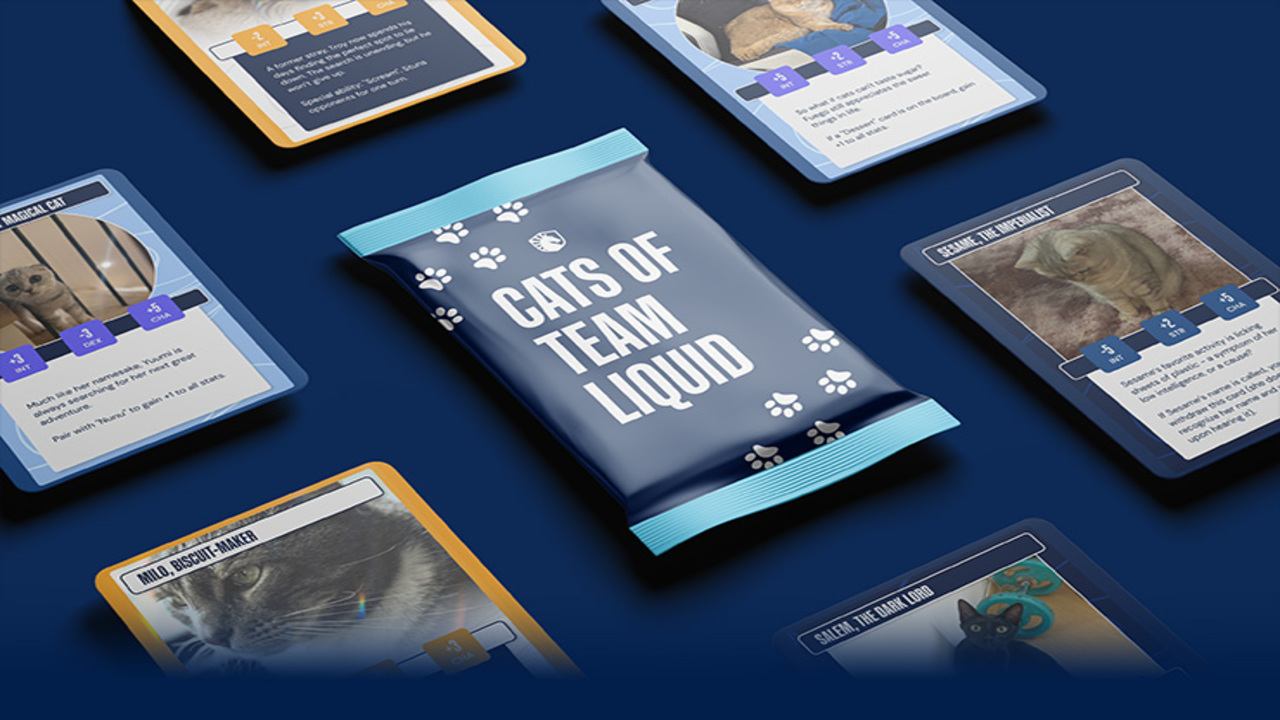 -2
INT
+3
STR
CHA
A former stray, Troy now spends his
days finding the perfect spot to lie
down. The search is unending, but he
won't give up.
Special ability: "Scream". Stuns
opponents for one turn.
+5
INT
-2
STR
+5
CHA
So what if cats can't taste sugar?
Fuego still appreciates the sweet
things in life.
If a "Dessert" card is on the board, gain
+1 to all stats.
MAGICAL CAT
+3
INT
-3
DEX
+5
CHA
Much like her namesake, Yuumi is
always searching for her next great
adventure.
Pair with "Nunu" to gain +1 to all stats.
CATS OF
TEAM
LIQUID
SESAME, THE IMPERIALIST
-5
INT
+2
STR
+5
CHA
Sesame's favorite activity is licking
sheets of plastic - a symptom of her
low intelligence, or a cause?
If Sesame's name is called,
withdraw this card (she
recognize her name and
upon hearing it).
MILO, BISCUIT-MAKER
+3
CHA
SALEM, THE DARK LORD